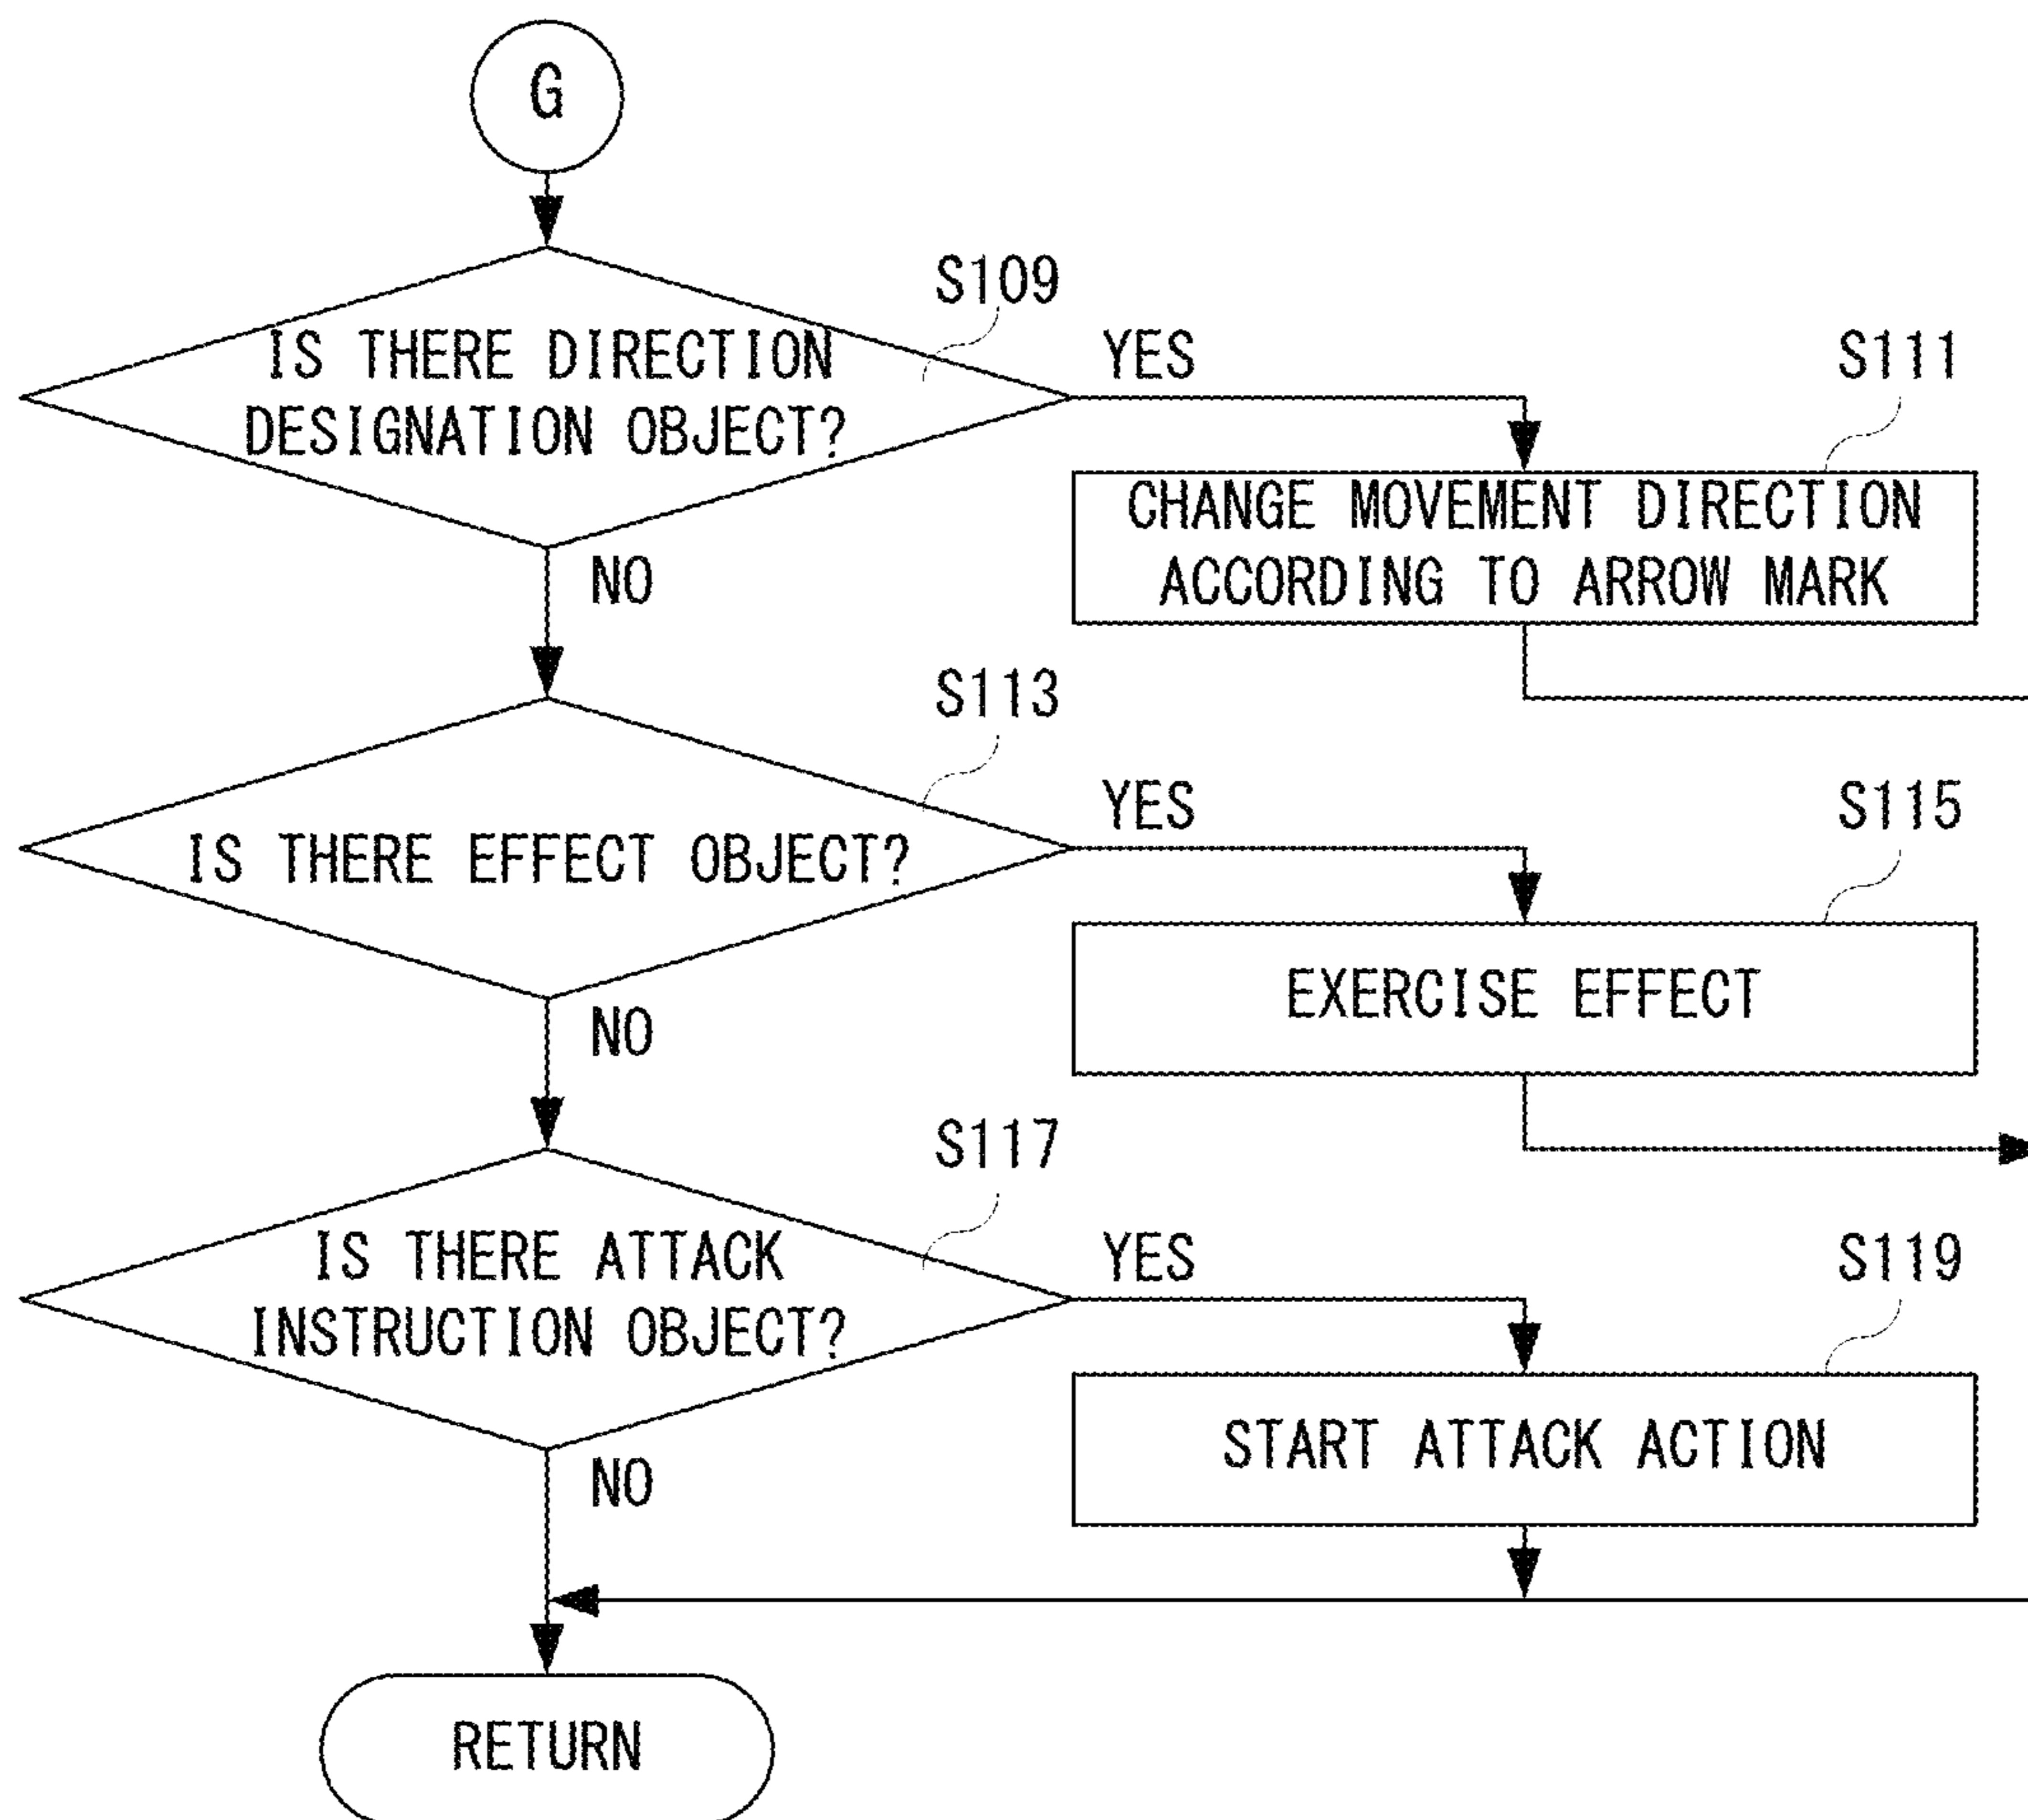 G
S109
IS THERE DIRECTION
DESIGNATION OBJECT?
YES
NO
S111
CHANGE MOVEMENT DIRECTION
ACCORDING TO ARROW MARK
S113
IS THERE EFFECT OBJECT?
YES
NO
S115
EXERCISE EFFECT
S117
IS THERE ATTACK
INSTRUCTION OBJECT?
YES
NO
S119
START ATTACK ACTION
RETURN